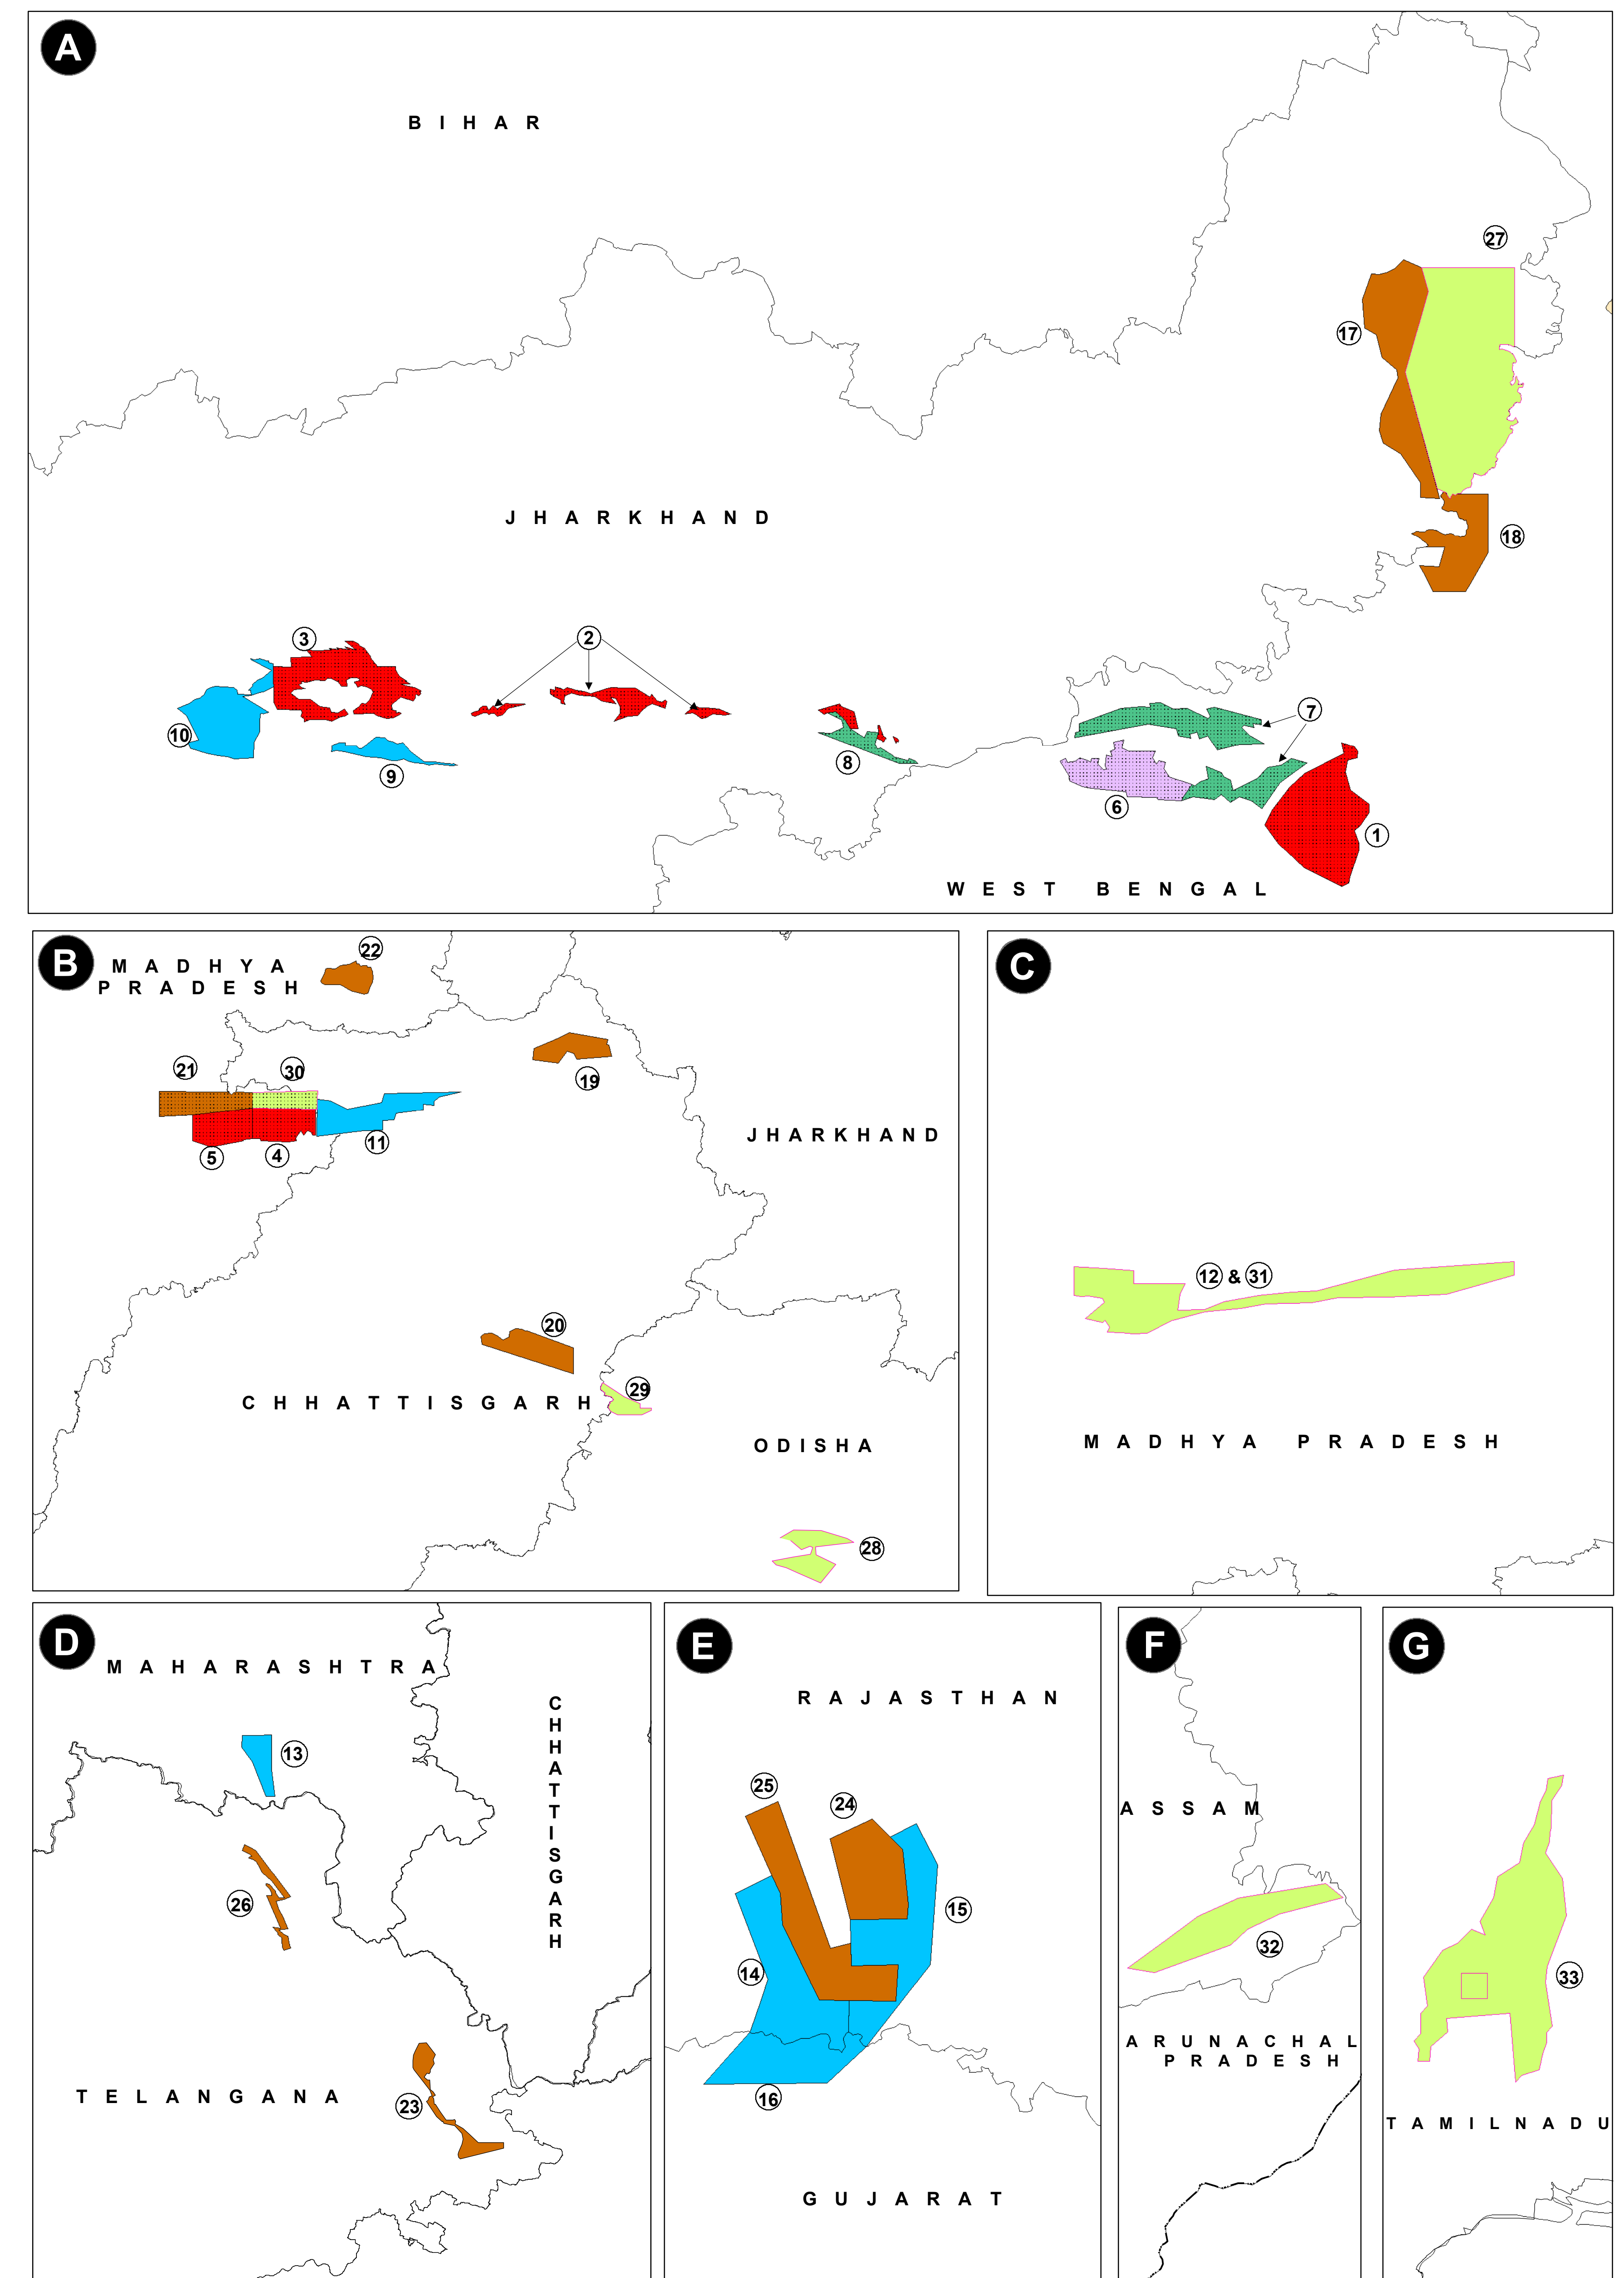 A
B I H A R
27
17
J H A R K H A N D
18
3
2
7
10
9
8
6
1
W E S T B E N G A L
B
M A D H Y A
P R A D E S H
22
21
30
19
5
4
11
J H A R K H A N D
20
29
C H H A T T I S G A R H
O D I S H A
28
C
12 & 31
M A D H Y A P R A D E S H
D
M A H A R A S H T R A
C
H
H
A
T
T
I
S
G
A
R
H
13
26
T E L A N G A N A
23
E
R A J A S T H A N
25
24
15
14
16
G U J A R A T
F
A S S A M
32
A R U N A C H A L
P R A D E S H
G
33
T A M I L N A D U